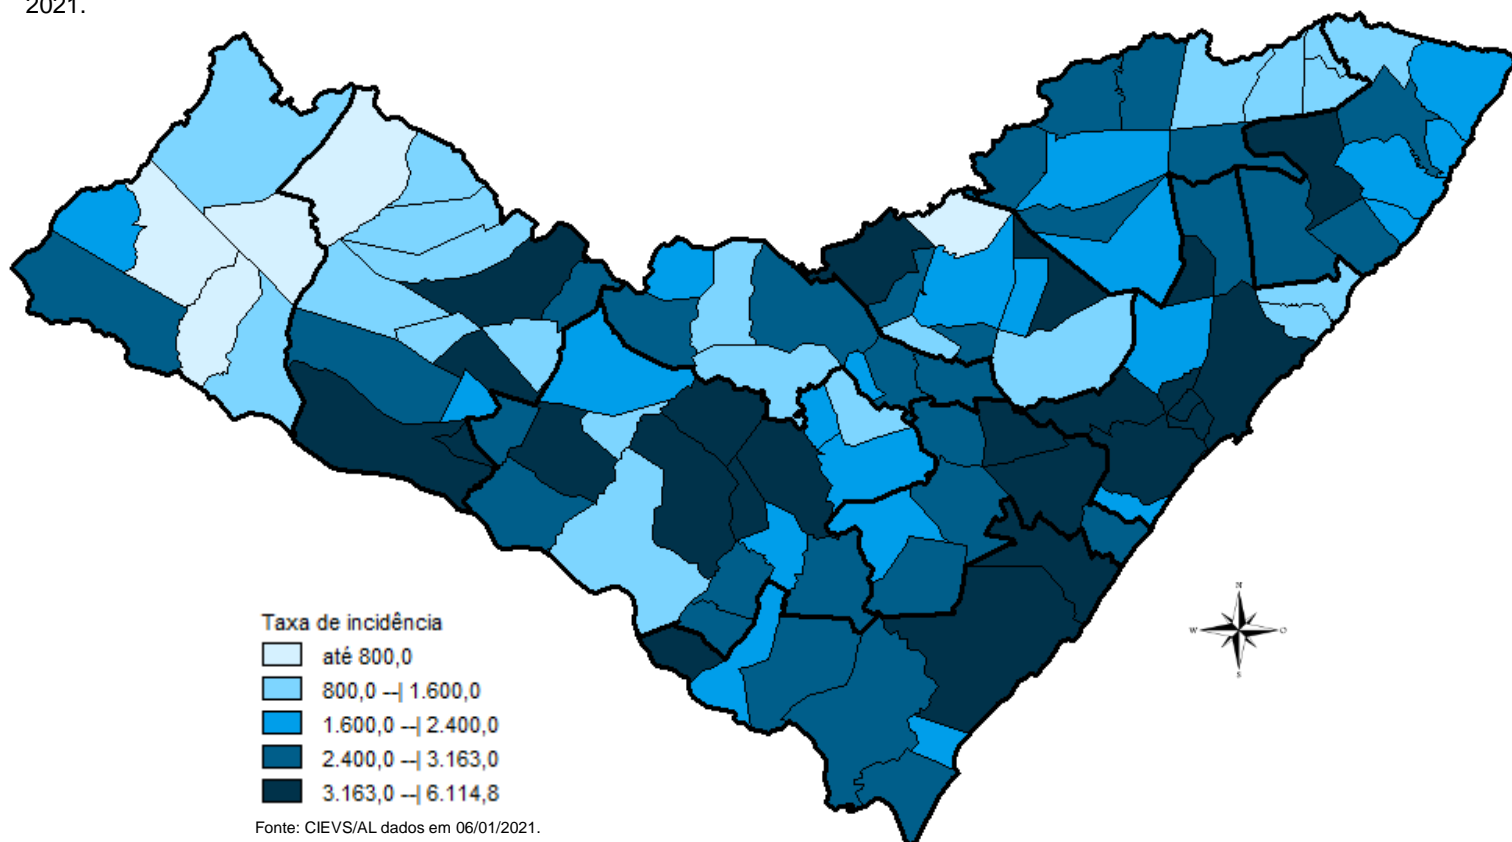 2021.
N
W O
S
Taxa de incidência
até 800,0
800,0 --| 1.600,0
1.600,0 --| 2.400,0
2.400,0 --| 3.163,0
3.163,0 --| 6.114,8
Fonte: CIEVS/AL dados em 06/01/2021.